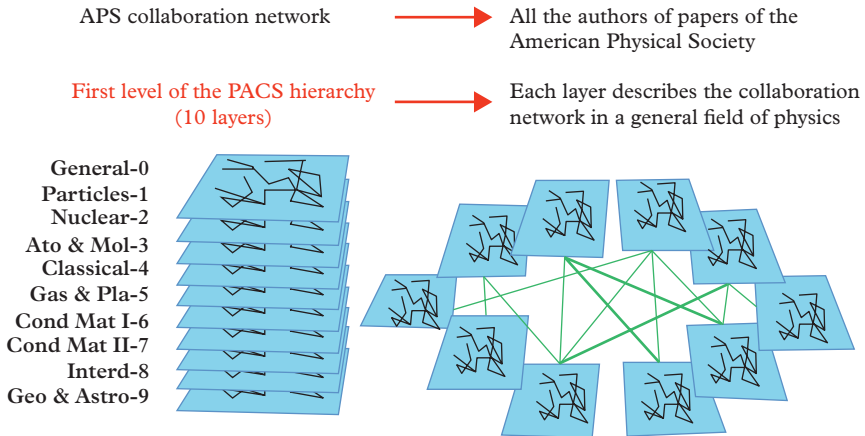 APS collaboration network
All the authors of papers of the
American Physical Society
First level of the PACS hierarchy
(10 layers)
Each layer describes the collaboration
network in a general field of physics
General-0
Particles-1
Nuclear-2
Ato & Mol-3
Classical-4
Gas & Pla-5
Cond Mat I-6
Cond Mat II-7
Interd-8
Geo & Astro-9